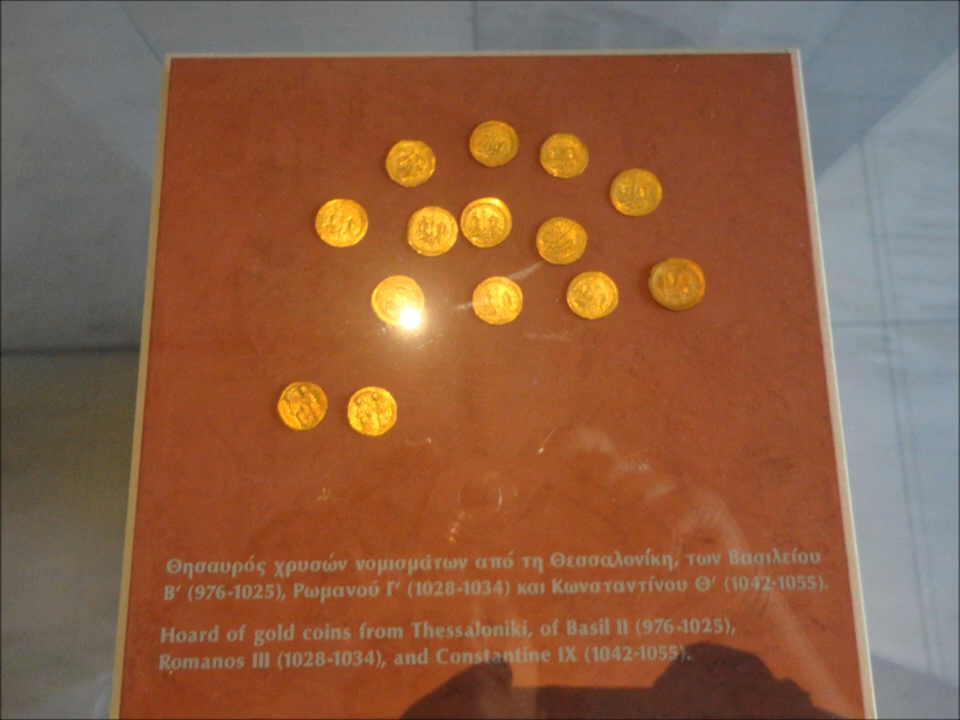 Θησαυρός χρυσών νομισμάτων από τη Θεσσαλονίκη, των Βασιλείου
Β' (976-1025), Ρωμανού Γ' (1028-1034) και Κωνσταντίνου Θ' (1042-1055).
Hoard of gold coins from Thessaloniki, of Basil II (976-1025),
Romanos III (1028-1034), and Constantine IX (1042-1055).